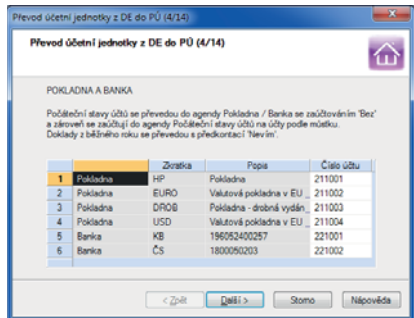 Převod účetní jednotky z DE do PÚ (4/14)
Převod účetní jednotky z DE do PÚ (4/14)
POKLADNA A BANKA
Počáteční stavy účtů se převedou do agendy Pokladna / Banka se zaúčtováním 'Bez'
a zároveň se zaúčtují do agendy Počáteční stavy účtů na účty podle můstku.
Doklady z běžného roku se převedou s předkontací 'Nevím'.
Zkratka Popis Číslo účtu
1 Pokladna HP Pokladna 211001
2 Pokladna EURO Valutová pokladna v EU 211002
3 Pokladna DROB Pokladna - drobná vydán 211003
4 Pokladna USD Valutová pokladna v EU 211004
5 Banka KB 196052400257 221001
6 Banka ČS 1800050203 221002
< Zpět Další > Storno Nápověda